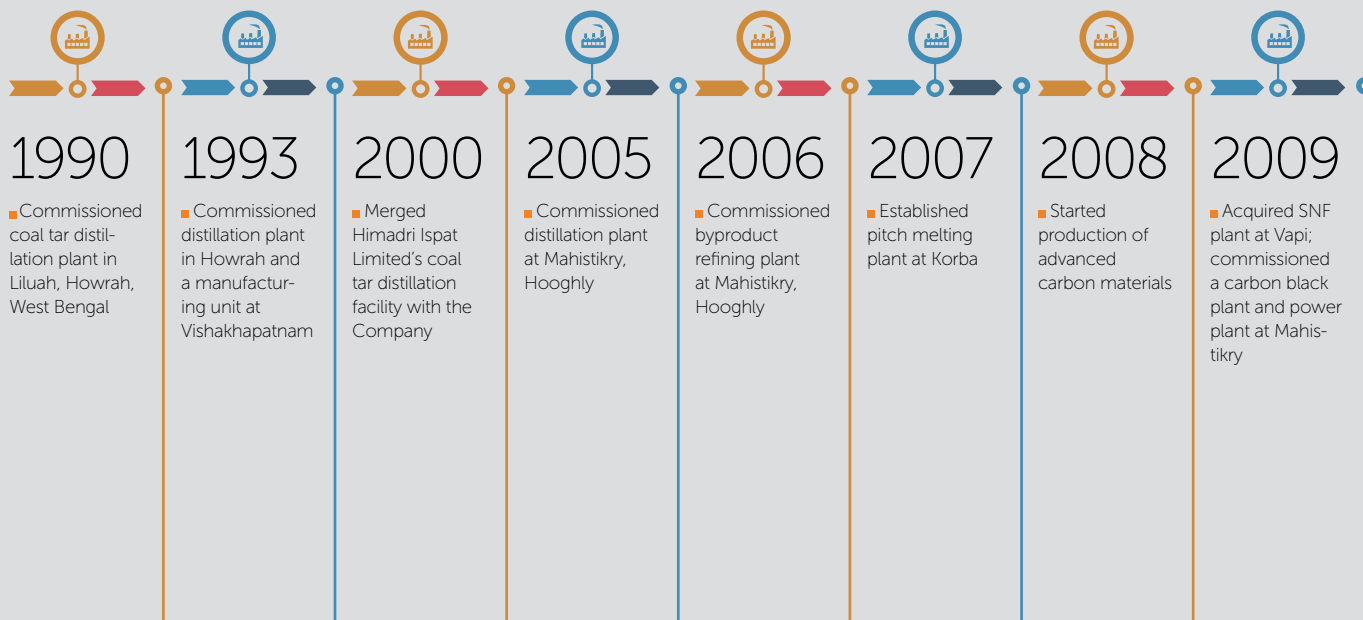 1990
Commissioned
coal tar distil-
lation plant in
Liluah, Howrah,
West Bengal
1993
Commissioned
distillation plant
in Howrah and
a manufactur-
ing unit at
Vishakhapatnam
2000
Merged
Himadri Ispat
Limited's coal
tar distillation
facility with the
Company
2005
Commissioned
distillation plant
at Mahistikry,
Hooghly
2006
Commissioned
byproduct
refining plant
at Mahistikry,
Hooghly
2007
Established
pitch melting
plant at Korba
2008
Started
production of
advanced
carbon materials
2009
Acquired SNF
plant at Vapi;
commissioned
a carbon black
plant and power
plant at Mahis-
tikry